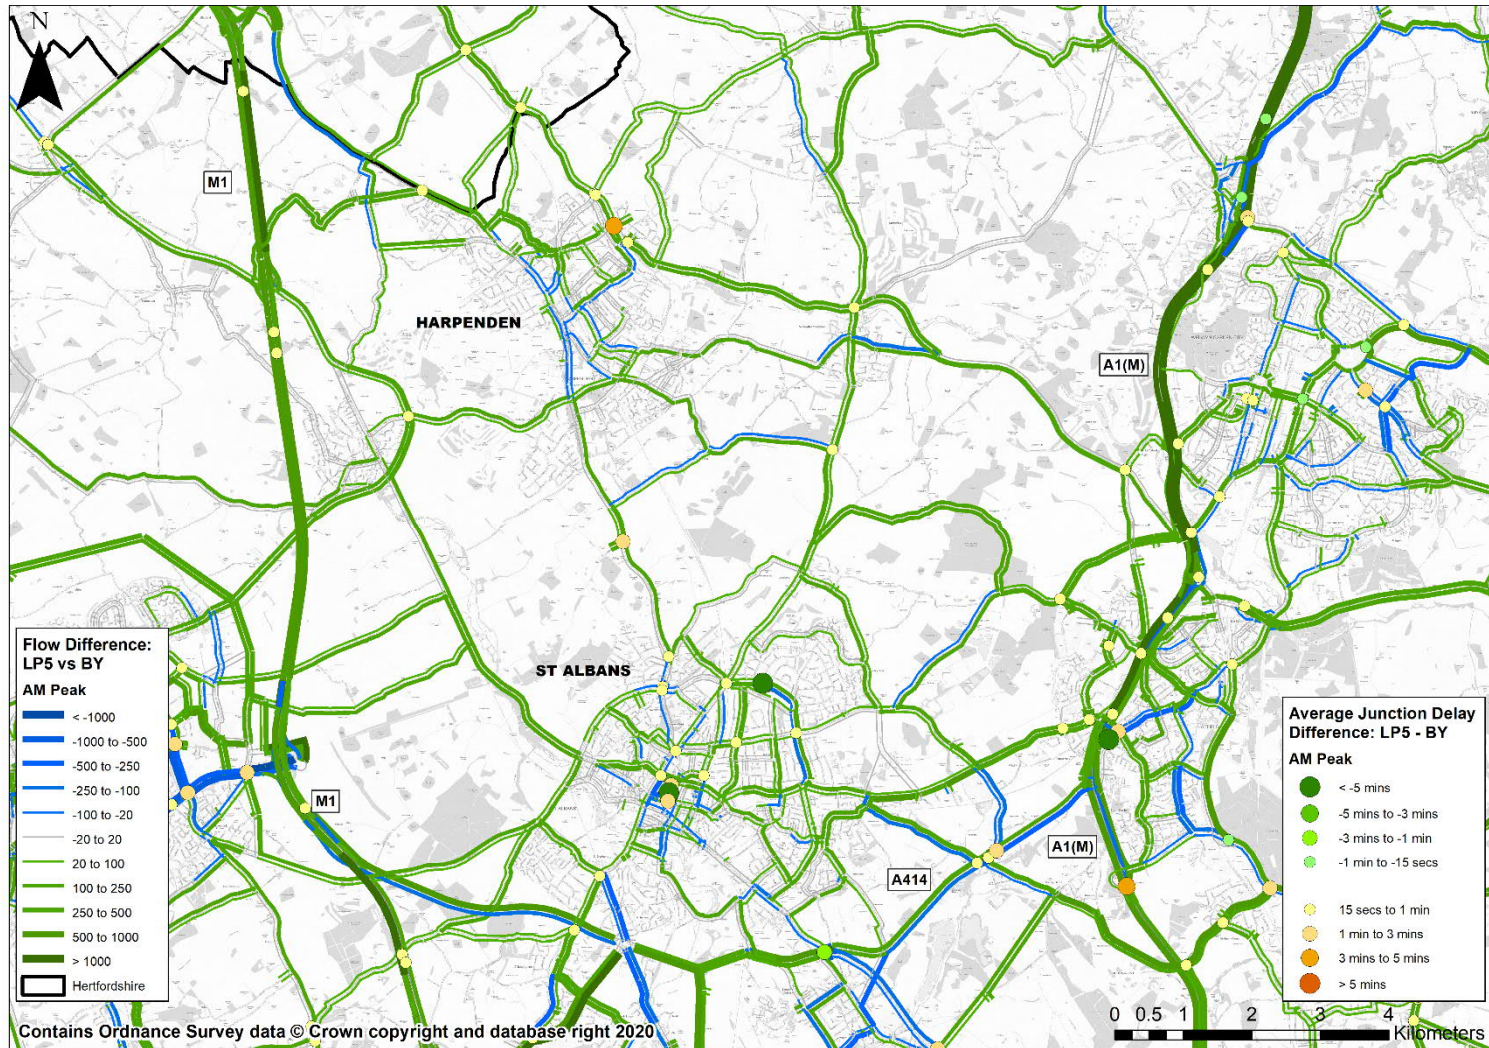 N
M1
HARPENDEN
A1(M)
ST ALBANS
M1
A414
A1(M)
Flow Difference:
LP5 vs BY
AM Peak
< -1000
-1000 to -500
-500 to -250
-250 to -100
-100 to -20
-20 to 20
20 to 100
100 to 250
250 to 500
500 to 1000
> 1000
Hertfordshire
Average Junction Delay
Difference: LP5 - BY
AM Peak
< -5 mins
-5 mins to -3 mins
-3 mins to -1 min
-1 min to -15 secs
15 secs to 1 min
1 min to 3 mins
3 mins to 5 mins
> 5 mins
Contains Ordnance Survey data © Crown copyright and database right 2020
0 0.5 1 2 3 4
Kilometers